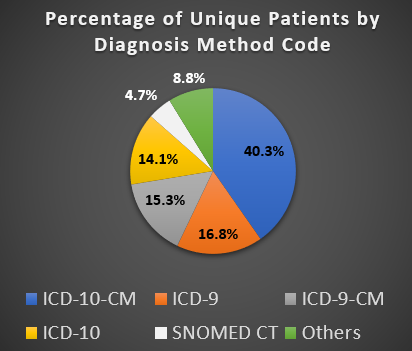 Percentage of Unique Patients by
Diagnosis Method Code
8.8%
4.7%
40.3%
14.1%
15.3%
16.8%
ICD-10-CM ICD-9 ICD-9-CM
ICD-10 SNOMED CT Others